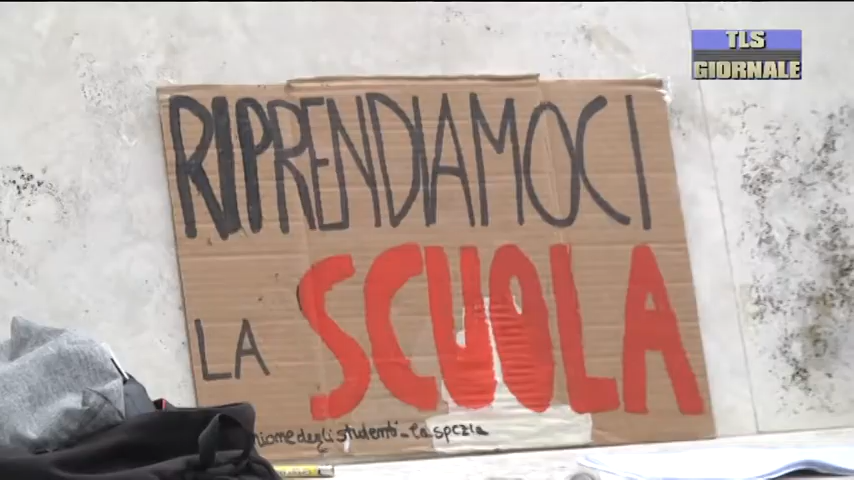 TLS
GIORNALE
RIPRENDIAMOCI
LA SCUOLA
degli studenti - la spezia